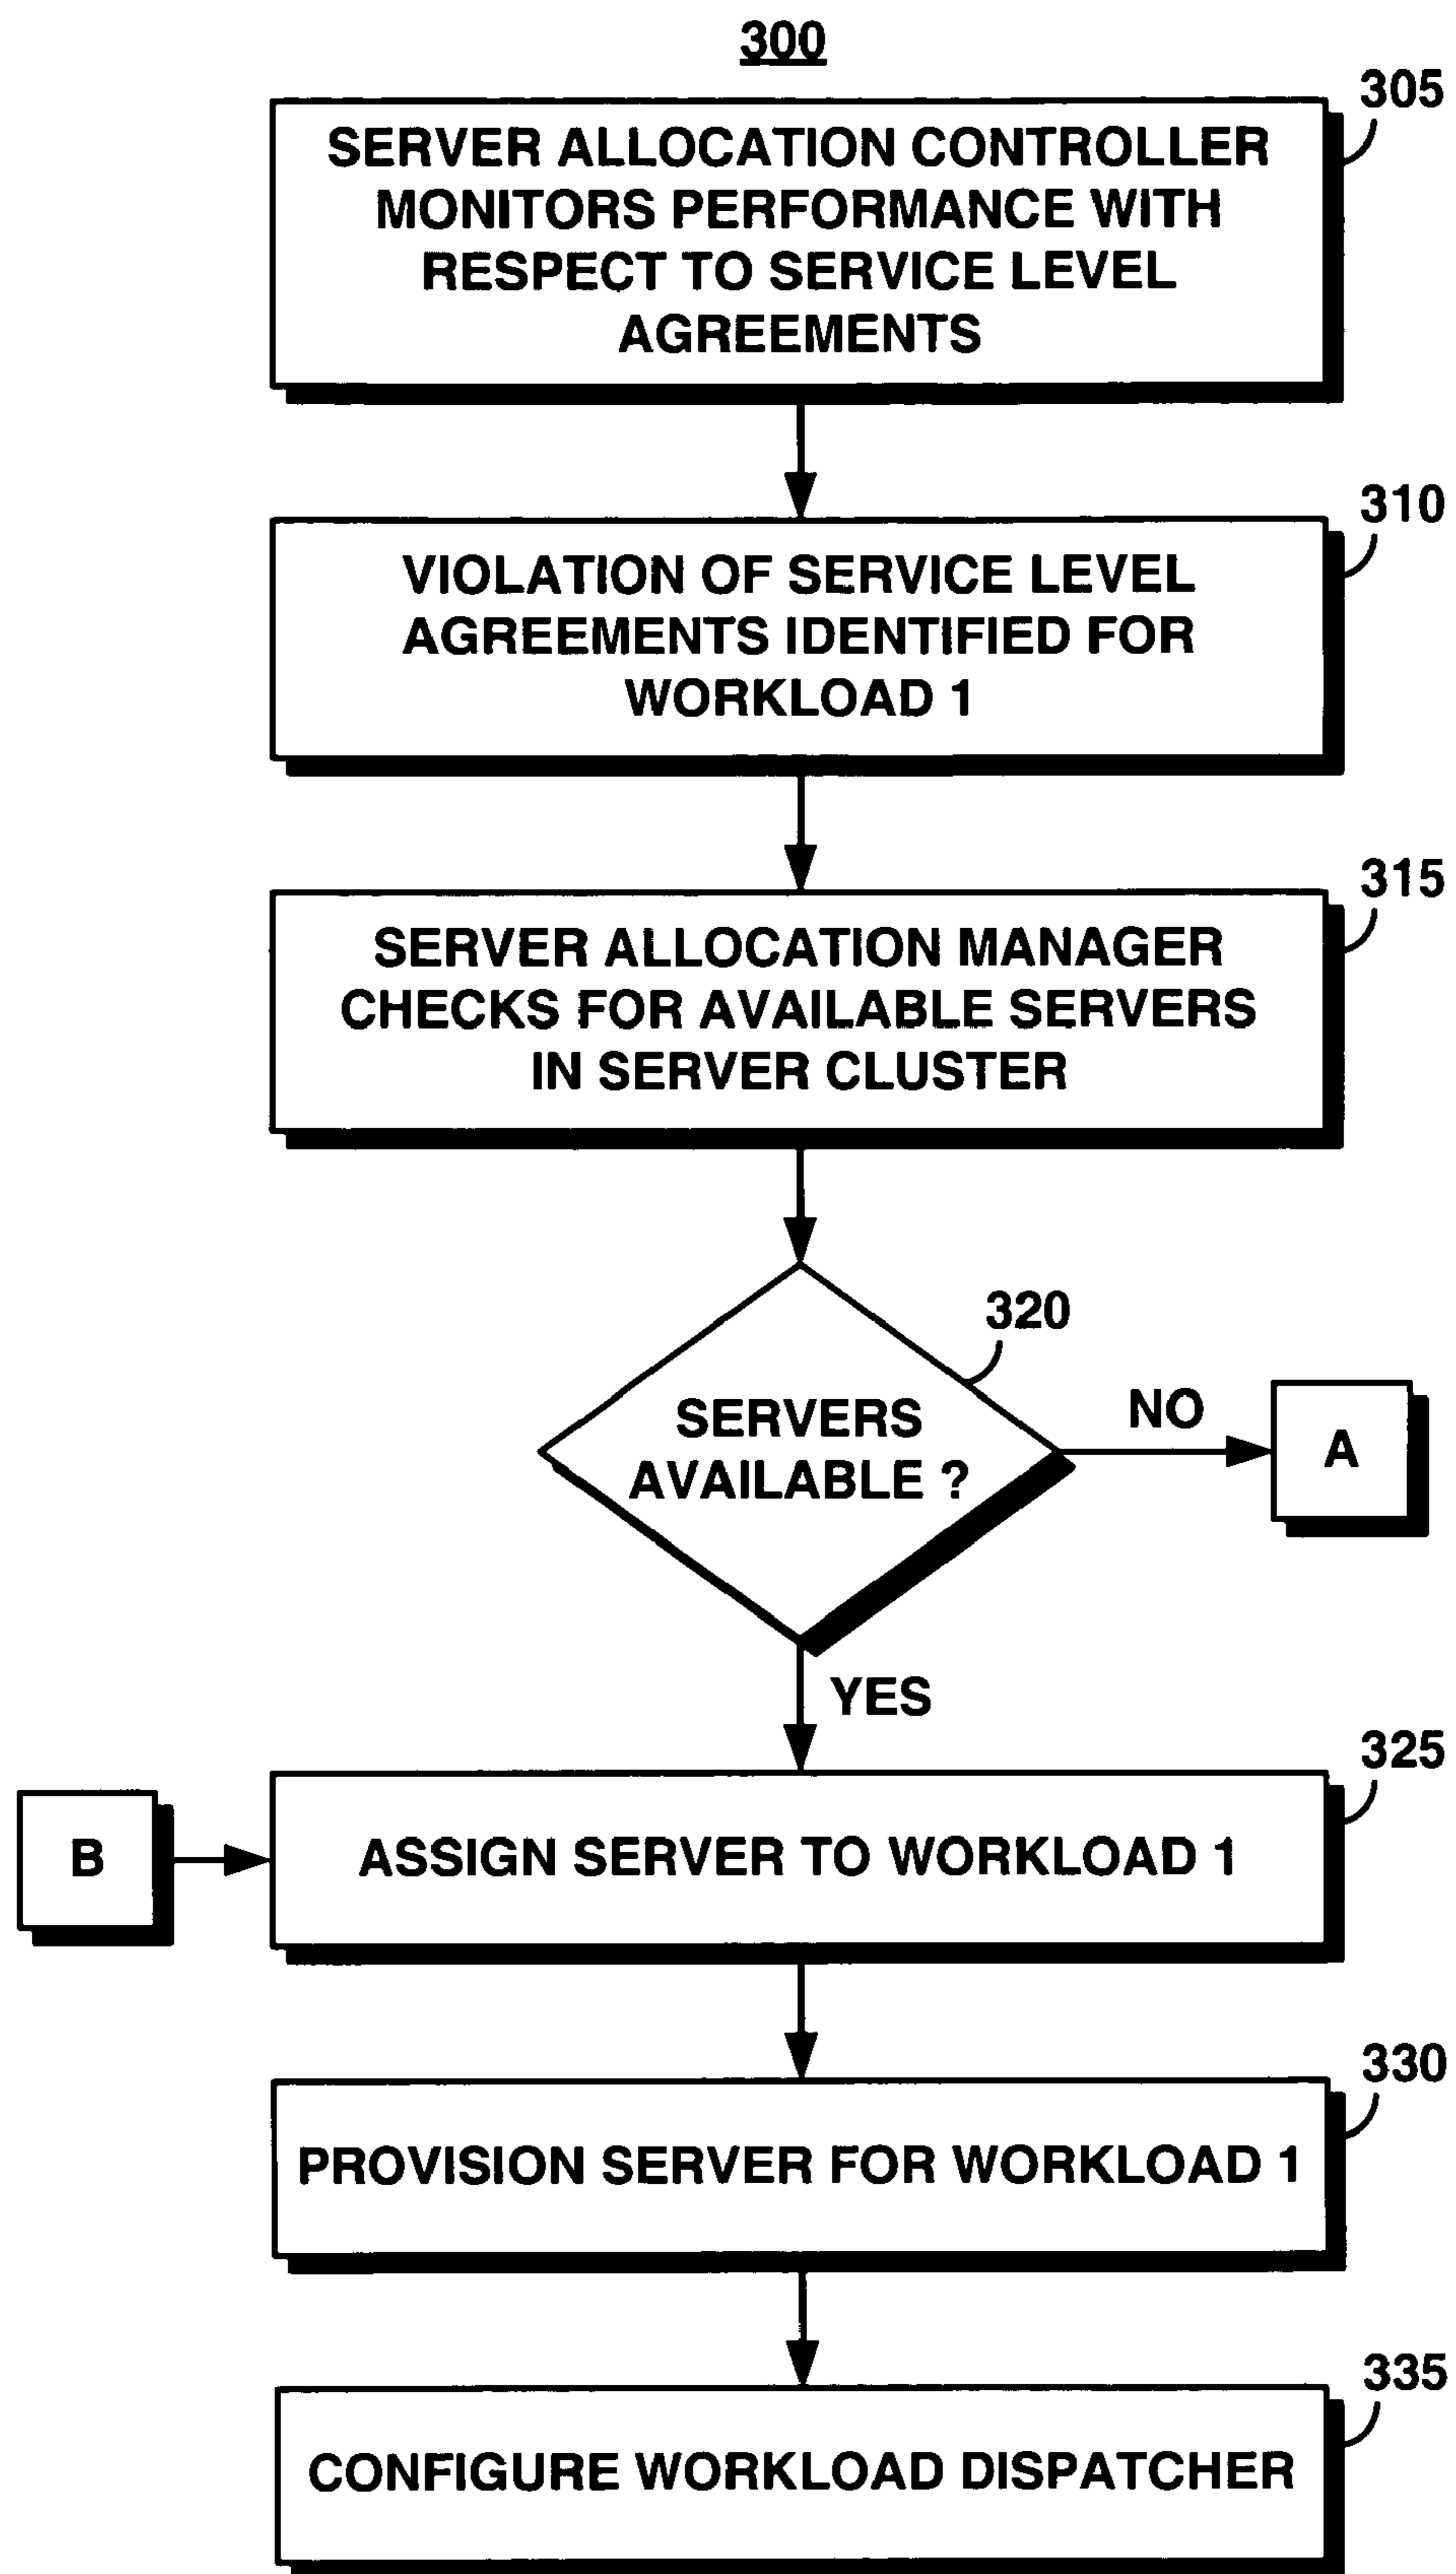 300
305
SERVER ALLOCATION CONTROLLER
MONITORS PERFORMANCE WITH
RESPECT TO SERVICE LEVEL
AGREEMENTS
310
VIOLATION OF SERVICE LEVEL
AGREEMENTS IDENTIFIED FOR
WORKLOAD 1
315
SERVER ALLOCATION MANAGER
CHECKS FOR AVAILABLE SERVERS
IN SERVER CLUSTER
320
SERVERS
AVAILABLE ?
NO
A
YES
325
B
ASSIGN SERVER TO WORKLOAD 1
330
PROVISION SERVER FOR WORKLOAD 1
335
CONFIGURE WORKLOAD DISPATCHER